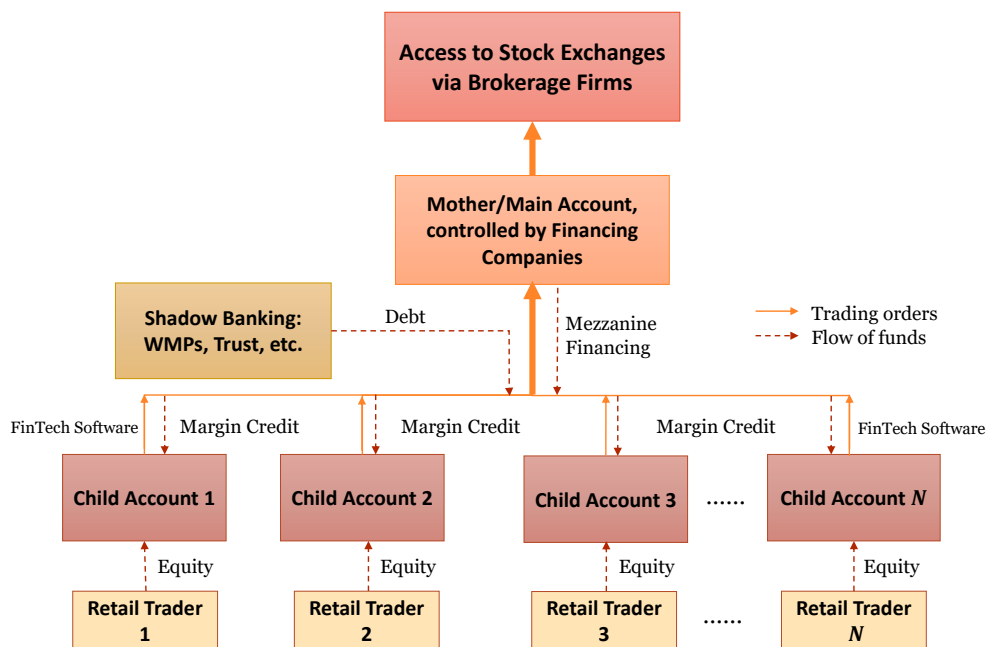 Access to Stock Exchanges
via Brokerage Firms
Mother/Main Account,
controlled by Financing
Companies
Shadow Banking:
WMPs, Trust, etc.
Debt
Mezzanine
Financing
Trading orders
Flow of funds
FinTech Software
Margin Credit
Margin Credit
Margin Credit
FinTech Software
Child Account 1
Child Account 2
Child Account 3
......
Child Account N
Equity
Equity
Equity
Equity
Retail Trader
1
Retail Trader
2
Retail Trader
3
......
Retail Trader
N